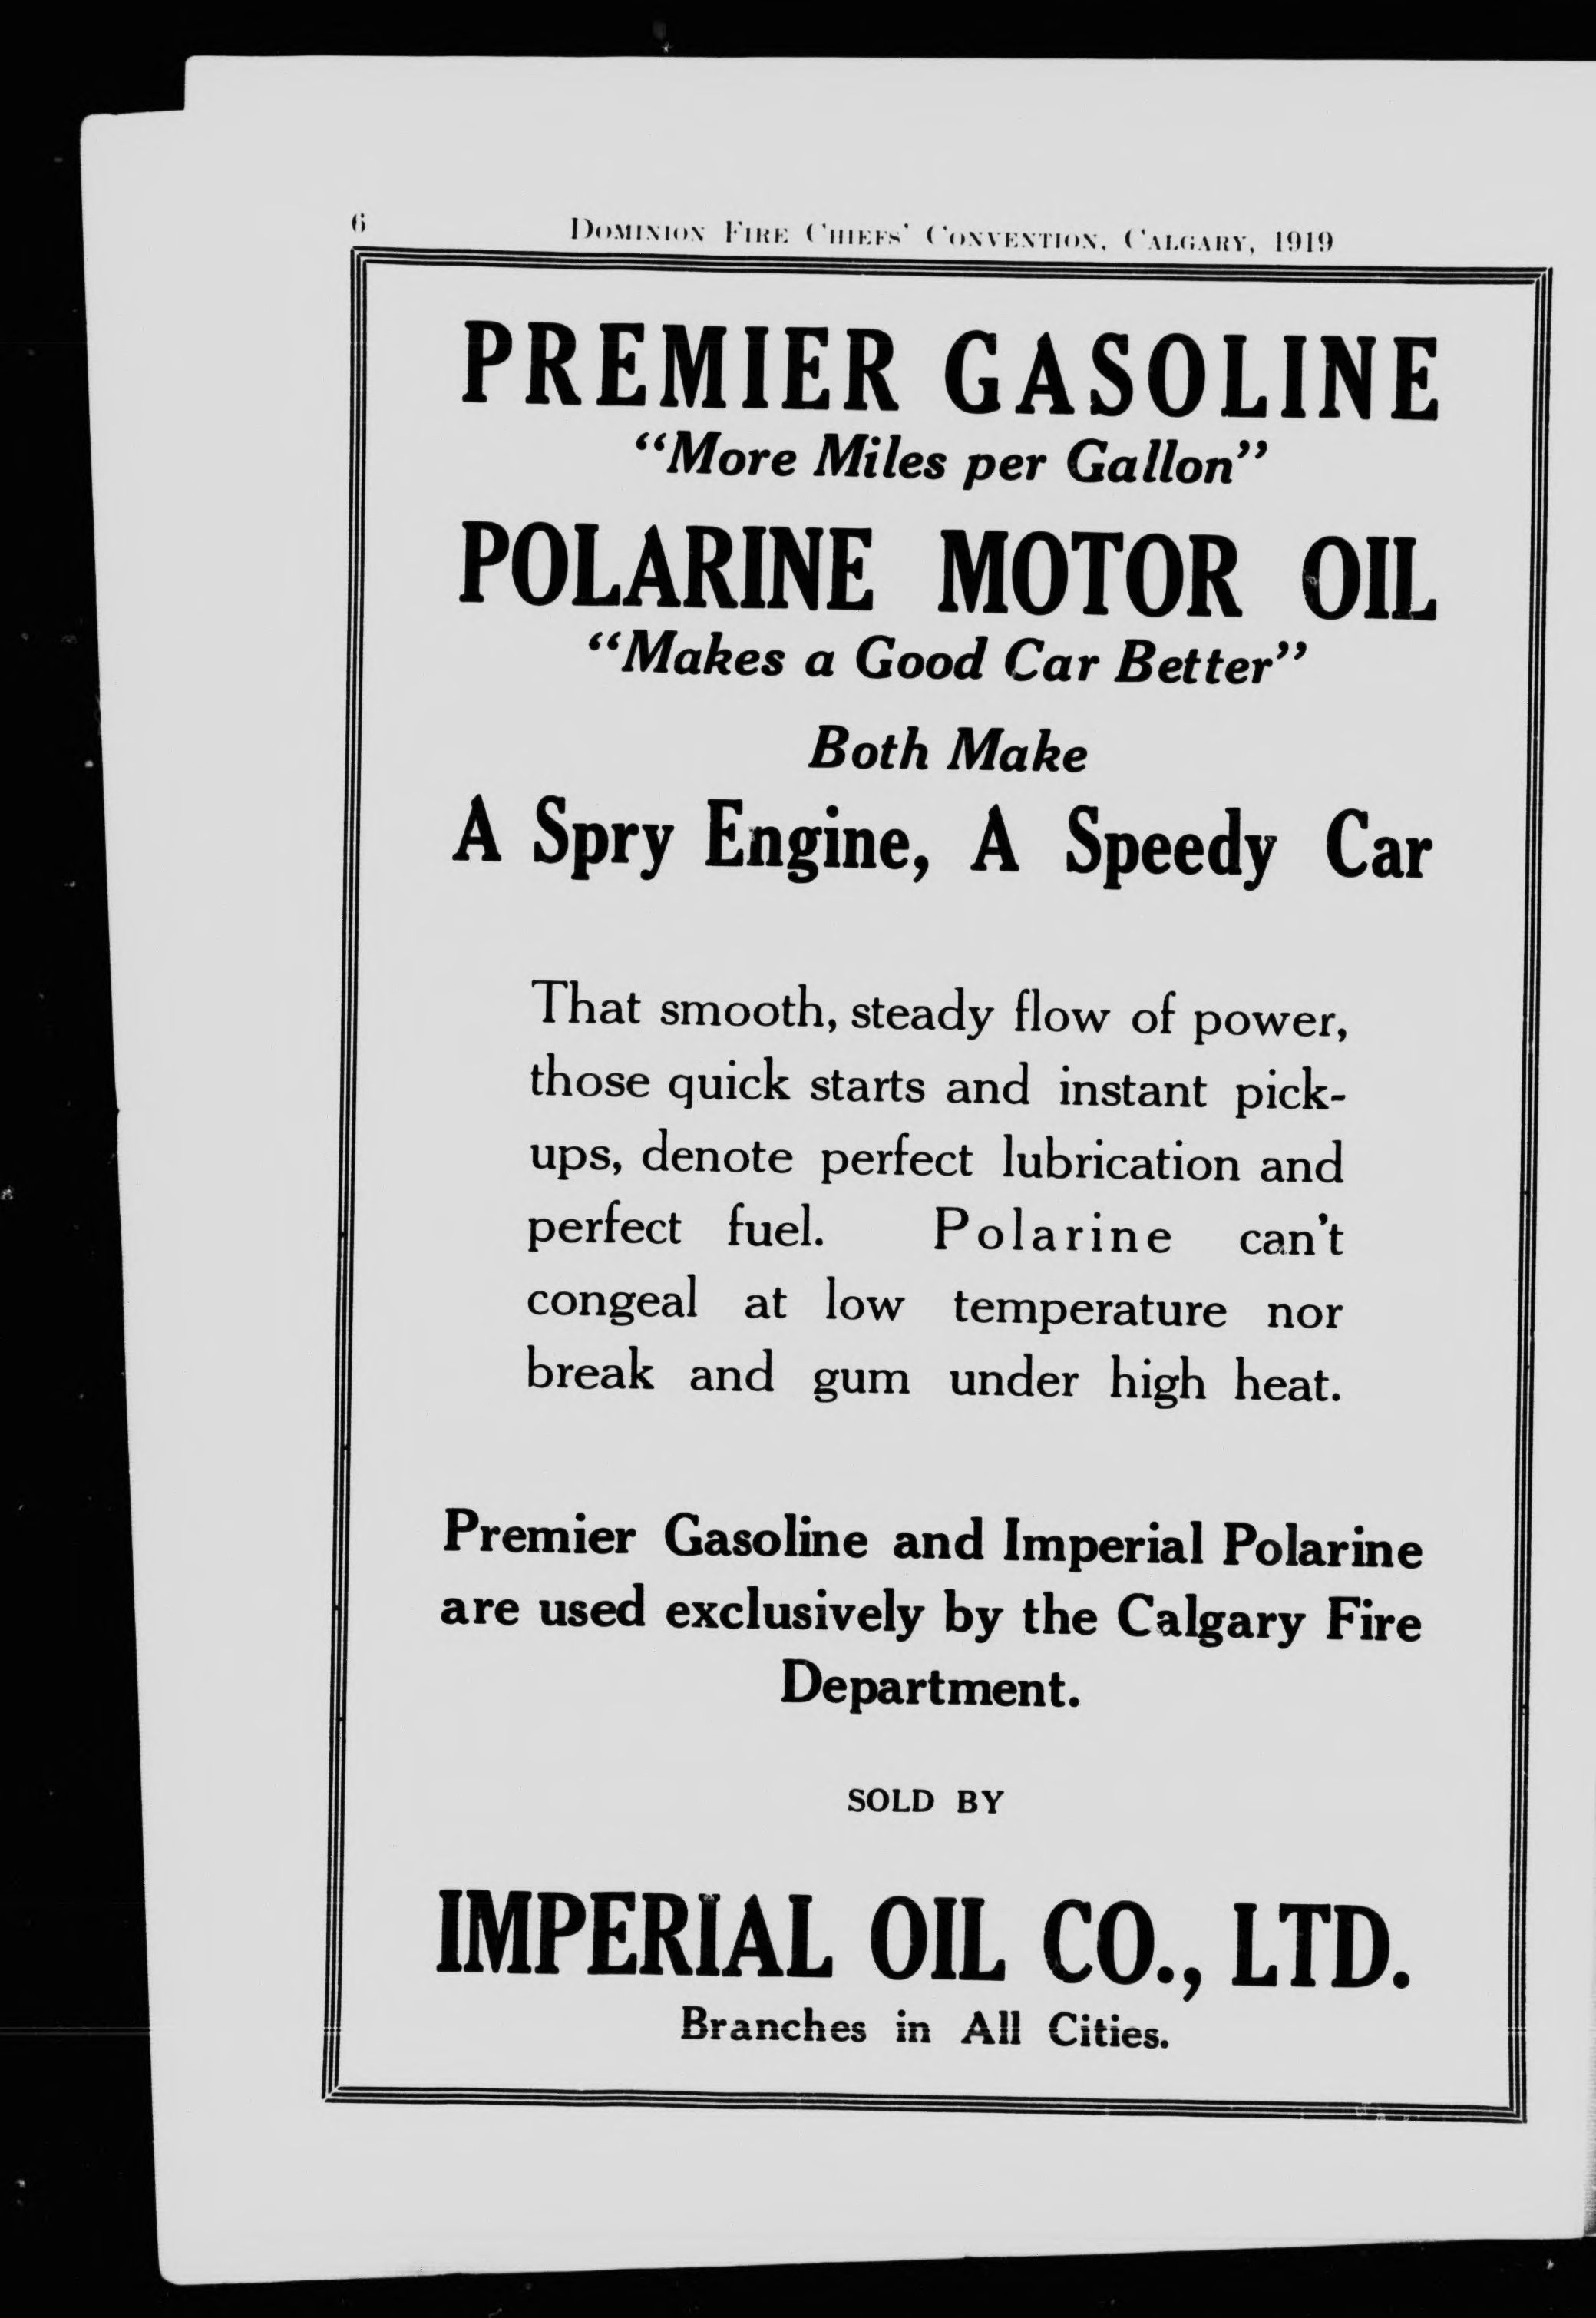 6
Dominion Fire Chiefs' Convention, Calgary, 1919
PREMIER GASOLINE
“More Miles per Gallon”
POLARINE MOTOR OIL
“Makes a Good Car Better”
Both Make
A Spry Engine, A Speedy Car
That smooth, steady flow of power,
those quick starts and instant pick-
ups, denote perfect lubrication and
perfect fuel. Polarine can't
congeal at low temperature nor
break and gum under high heat.
Premier Gasoline and Imperial Polarine
are used exclusively by the Calgary Fire
Department.
SOLD BY
IMPERIAL OIL CO., LTD.
Branches in All Cities.